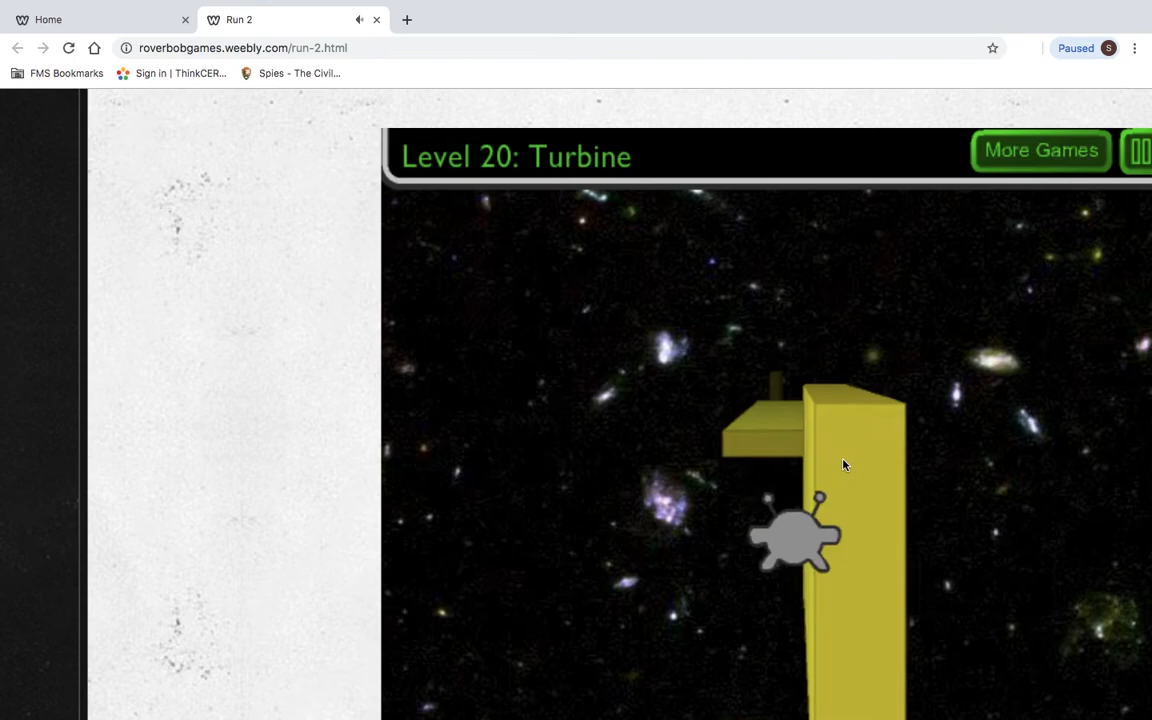 Home
Run 2
roverbobgames.weebly.com/run-2.html
Paused
S
FMS Bookmarks
Sign in | ThinkCER...
Spies - The Civil...
Level 20: Turbine
More Games